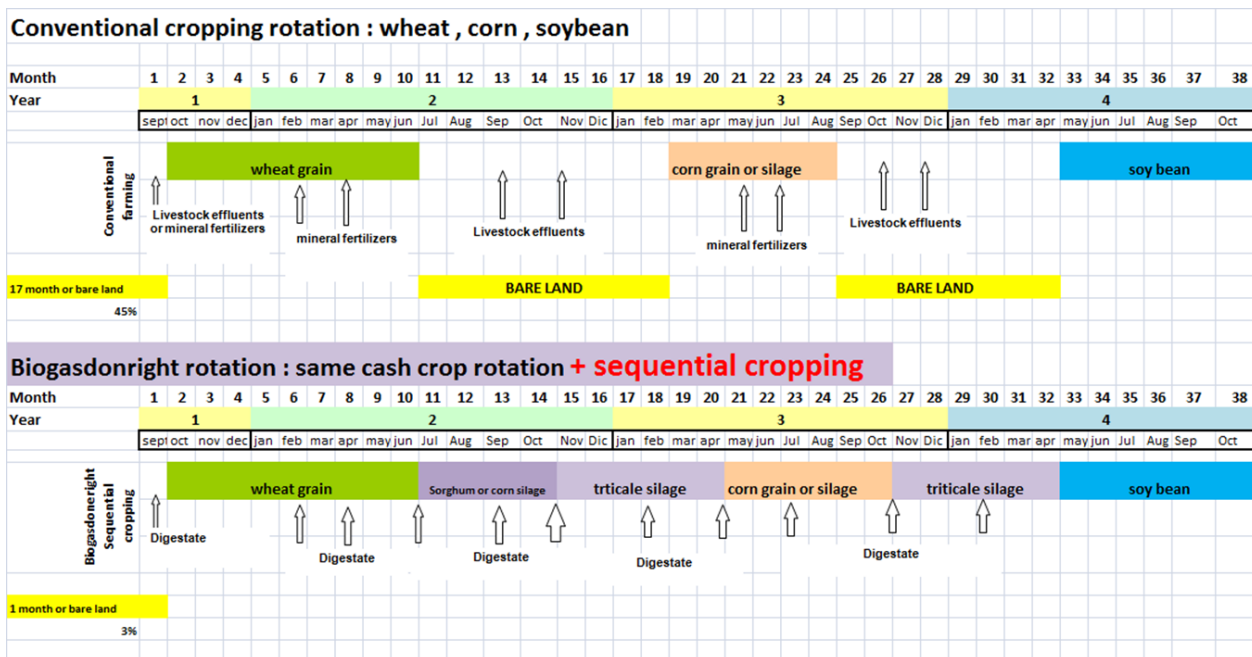 Conventional cropping rotation : wheat , corn , soybean
Month 1 2 3 4 5 6 7 8 9 10 11 12 13 14 15 16 17 18 19 20 21 22 23 24 25 26 27 28 29 30 31 32 33 34 35 36 37 38
Year 1 2 3 4
sept oct nov dec jan feb mar apr may jun Jul Aug Sep Oct Nov Dic jan feb mar apr may jun Jul Aug Sep Oct Nov Dic jan feb mar apr may jun Jul Aug Sep Oct
Conventional
farming
wheat grain corn grain or silage soy bean
Livestock effluents
or mineral fertilizers
mineral fertilizers
Livestock effluents
mineral fertilizers
Livestock effluents
17 month or bare land BARE LAND BARE LAND
45%
Biogasdonright rotation : same cash crop rotation + sequential cropping
Month 1 2 3 4 5 6 7 8 9 10 11 12 13 14 15 16 17 18 19 20 21 22 23 24 25 26 27 28 29 30 31 32 33 34 35 36 37 38
Year 1 2 3 4
sept oct nov dec jan feb mar apr may jun Jul Aug Sep Oct Nov Dic jan feb mar apr may jun Jul Aug Sep Oct Nov Dic jan feb mar apr may jun Jul Aug Sep Oct
Biogasdoneright
Sequential
cropping
wheat grain Sorghum or corn silage trticale silage corn grain or silage triticale silage soy bean
Digestate
Digestate
Digestate
Digestate
Digestate
1 month or bare land
3%